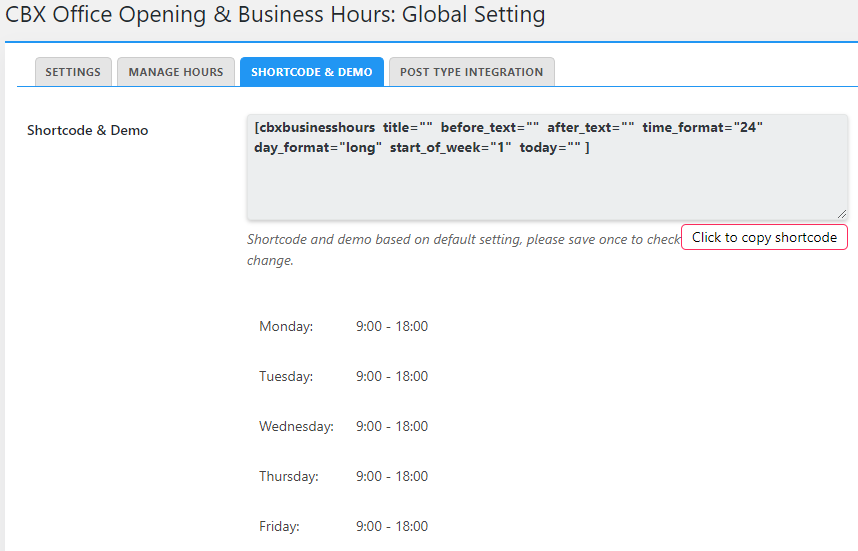 CBX Office Opening & Business Hours: Global Setting
SETTINGS MANAGE HOURS SHORTCODE & DEMO POST TYPE INTEGRATION
Shortcode & Demo
[cbxbusinesshours title="" before_text="" after_text="" time_format="24"
day_format="long" start_of_week="1" today="" ]
Shortcode and demo based on default setting, please save once to check
Click to copy shortcode
change.
Monday: 9:00 - 18:00
Tuesday: 9:00 - 18:00
Wednesday: 9:00 - 18:00
Thursday: 9:00 - 18:00
Friday: 9:00 - 18:00